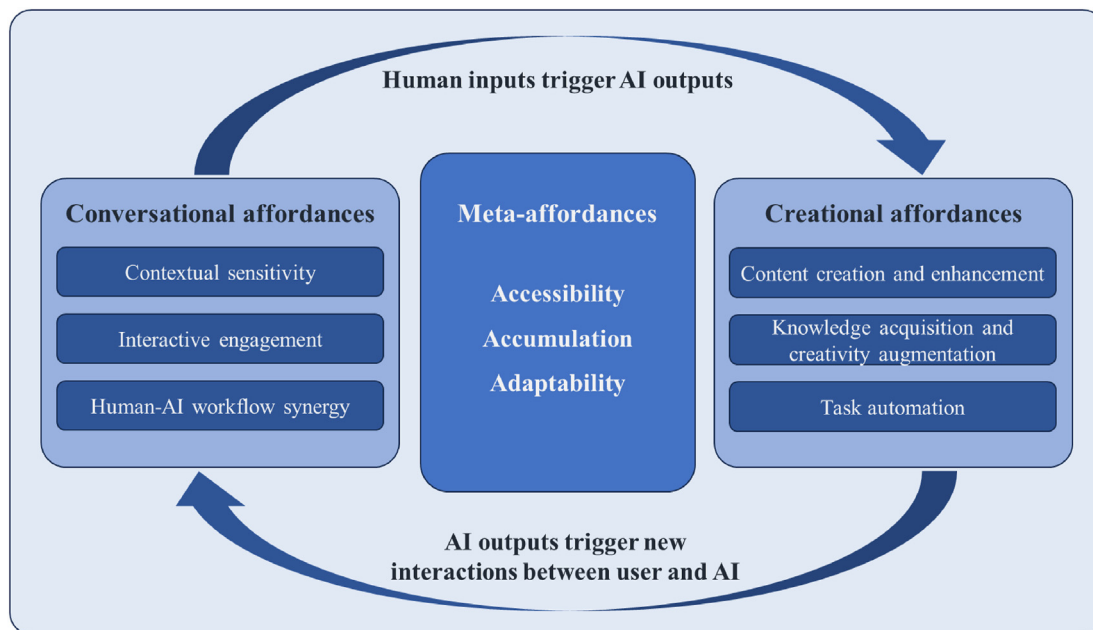 Human inputs trigger AI outputs
Conversational affordances
Contextual sensitivity
Interactive engagement
Human-AI workflow synergy
Meta-affordances
Accessibility
Accumulation
Adaptability
Creational affordances
Content creation and enhancement
Knowledge acquisition and
creativity augmentation
Task automation
AI outputs trigger new
interactions between user and AI